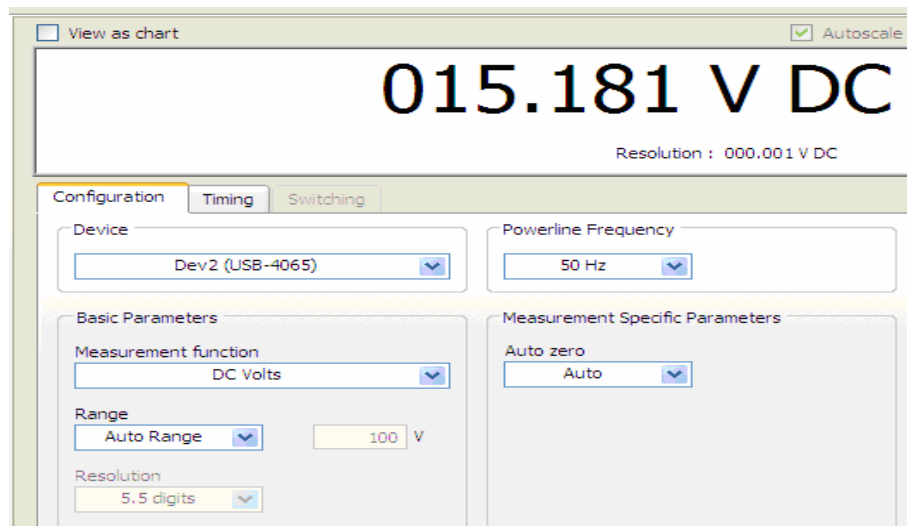 View as chart Autoscale
015.181 V DC
Resolution : 000.001 V DC
Configuration Timing Switching
Device
Dev2 (USB-4065)
Powerline Frequency
50 Hz
Basic Parameters
Measurement function
DC Volts
Range
Auto Range 100 V
Resolution
5.5 digits
Measurement Specific Parameters
Auto zero
Auto